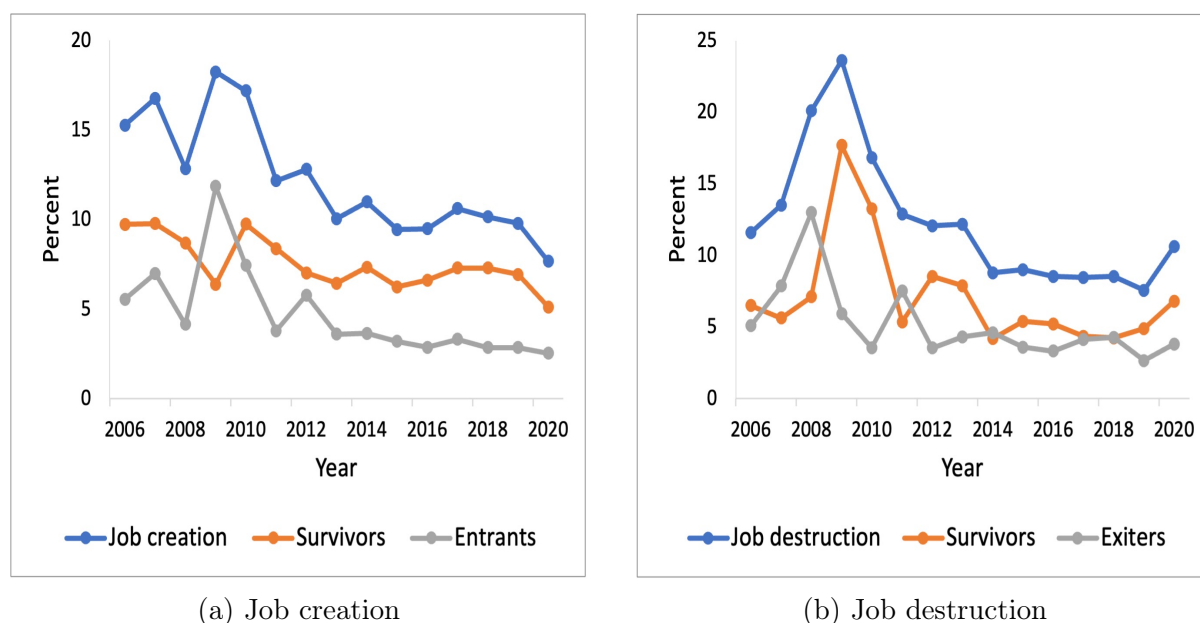 20
15
10
5
0
Percent
2006 2008 2010 2012 2014 2016 2018 2020
Year
Job creation Survivors Entrants
(a) Job creation
25
20
15
10
5
0
Percent
2006 2008 2010 2012 2014 2016 2018 2020
Year
Job destruction Survivors Exiters
(b) Job destruction